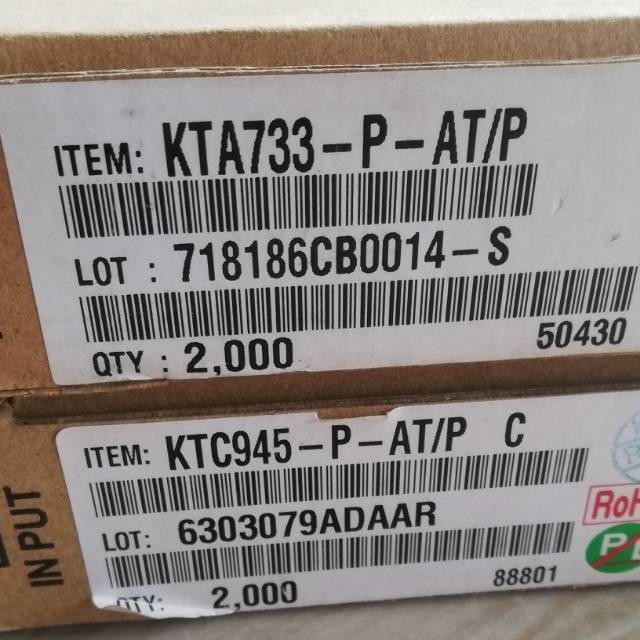 ITEM: KTA733-P-AT/P
LOT : 718186CB0014-S
50430
QTY : 2,000
ITEM: KTC945-P-AT/P C
LOT: 6303079ADAAR
88801
QTY: 2,000
INPUT